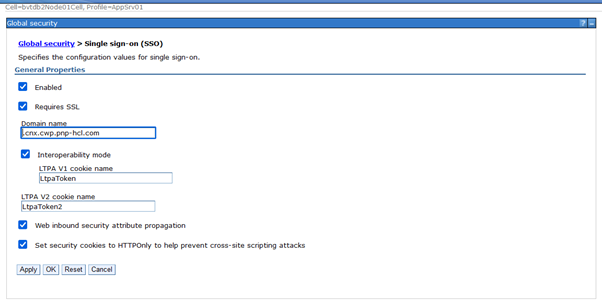 Cell=bvtdb2Node01Cell, Profile=AppSrv01
Global security
? –
Global security > Single sign-on (SSO)
Specifies the configuration values for single sign-on.
General Properties
Enabled
Requires SSL
Domain name
.cnx.cwp.pnp-hcl.com
Interoperability mode
LTPA V1 cookie name
LtpaToken
LTPA V2 cookie name
LtpaToken2
Web inbound security attribute propagation
Set security cookies to HTTPOnly to help prevent cross-site scripting attacks
Apply OK Reset Cancel